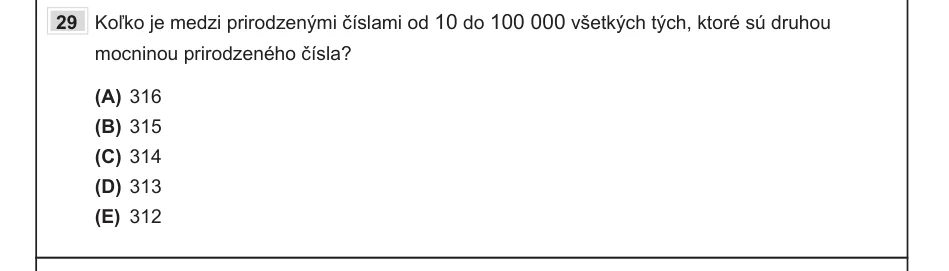 29 Koľko je medzi prirodzenými číslami od 10 do 100 000 všetkých tých, ktoré sú druhou
mocninou prirodzeného čísla?
(A) 316
(B) 315
(C) 314
(D) 313
(E) 312